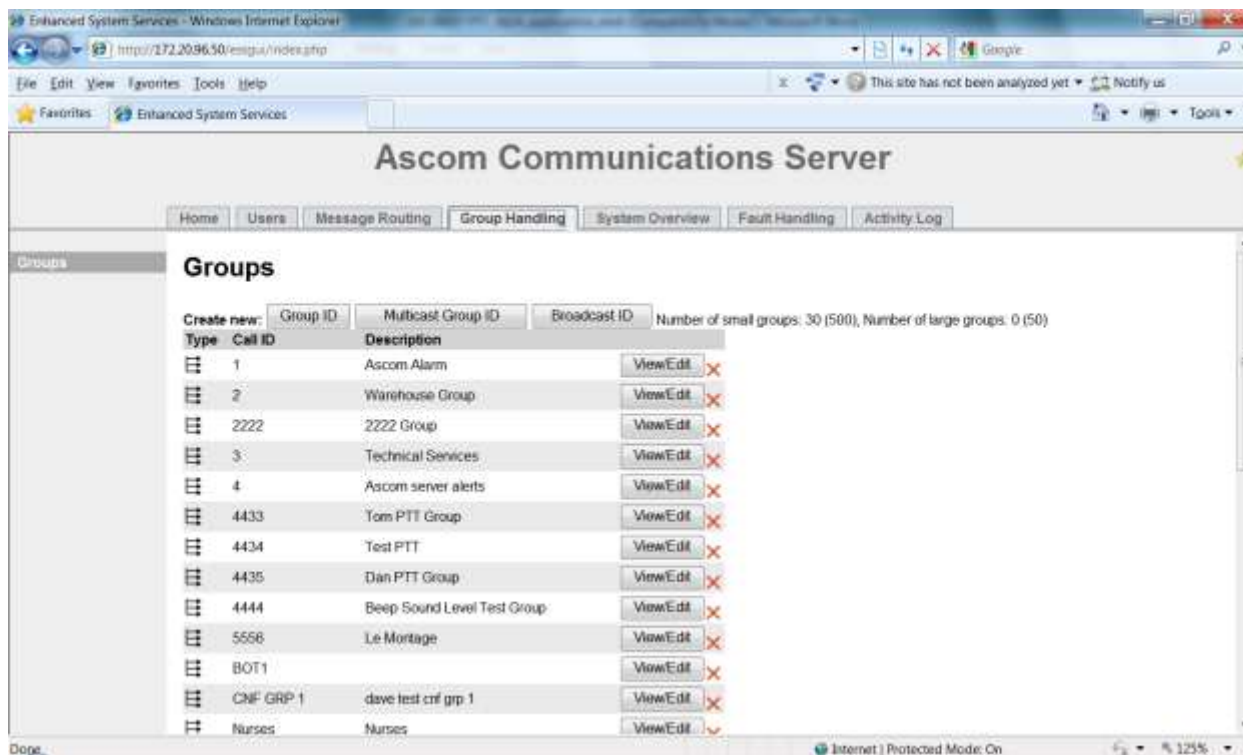 Enhanced System Services - Windows Internet Explorer
http://172.20.96.50/essgui/index.php
Google
File Edit View Favorites Tools Help
x This site has not been analyzed yet Notify us
Favorites Enhanced System Services Tools
Ascom Communications Server
Home Users Message Routing Group Handling System Overview Fault Handling Activity Log
Groups
Groups
Create new: Group ID Multicast Group ID Broadcast ID Number of small groups: 30 (500), Number of large groups: 0 (50)
Type Call ID Description
1 Ascom Alarm View/Edit
2 Warehouse Group View/Edit
2222 2222 Group View/Edit
3 Technical Services View/Edit
4 Ascom server alerts View/Edit
4433 Tom PTT Group View/Edit
4434 Test PTT View/Edit
4435 Dan PTT Group View/Edit
4444 Beep Sound Level Test Group View/Edit
5556 Le Montage View/Edit
BOT1 View/Edit
CNF GRP 1 dave test cnf grp 1 View/Edit
Nurses Nurses View/Edit
Done Internet | Protected Mode: On 125%